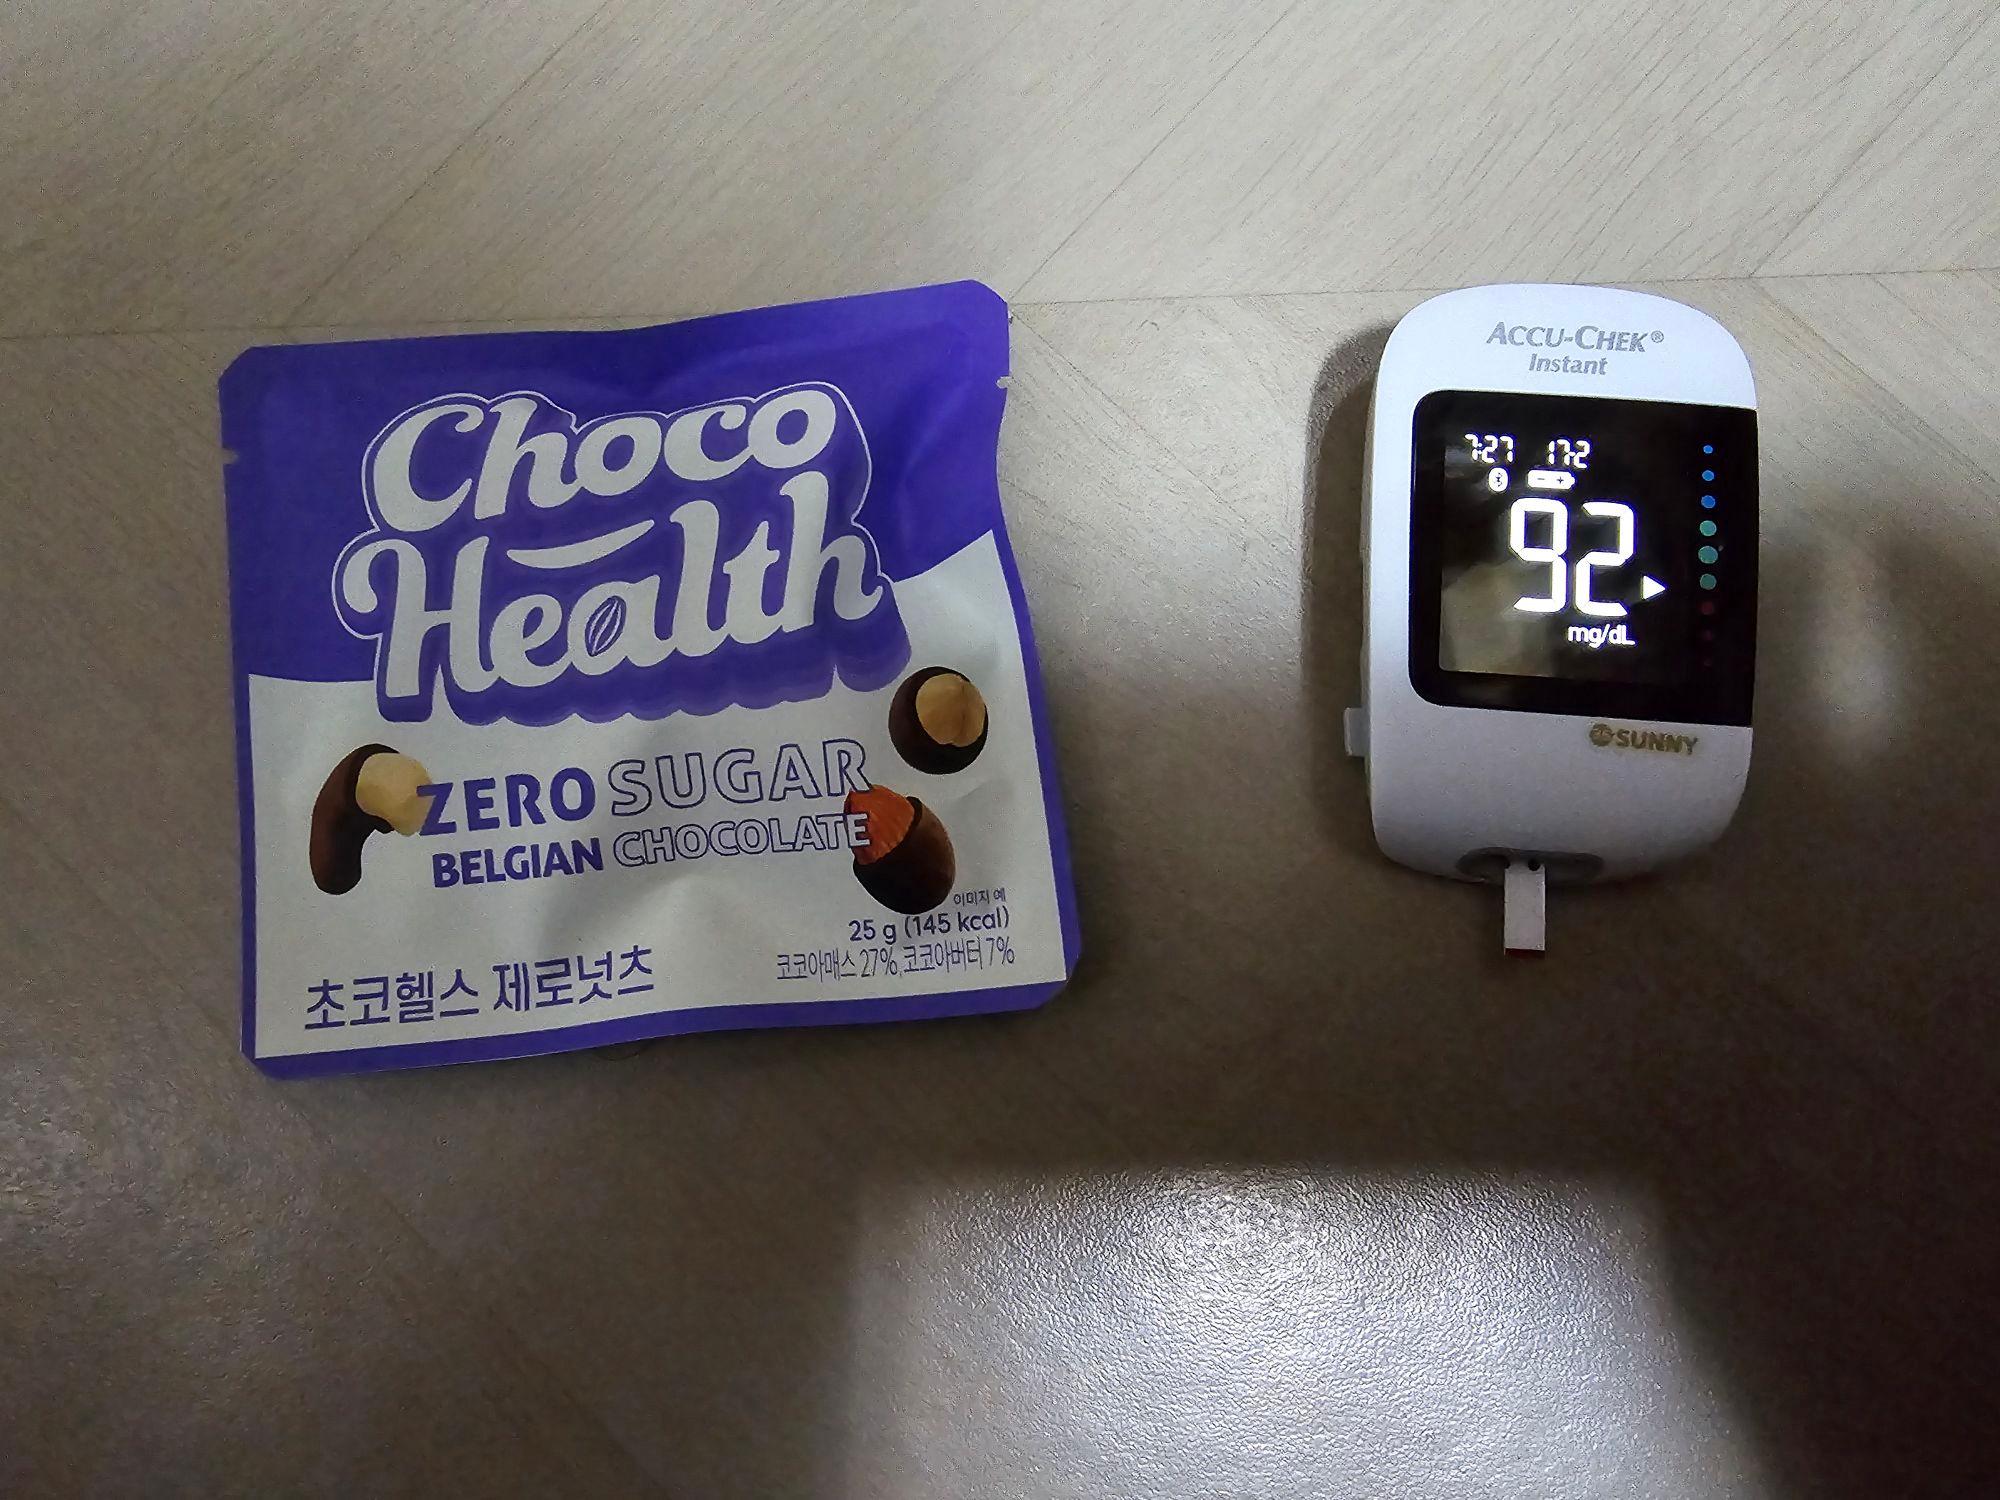 Choco
Health
ZERO SUGAR
BELGIAN CHOCOLATE
이미지 예
25 g (145 kcal)
코코아매스 27%, 코코아버터 7%
초코헬스 제로넛츠
ACCU-CHEK®
Instant
7-27
92
mg/dL
SUNNY